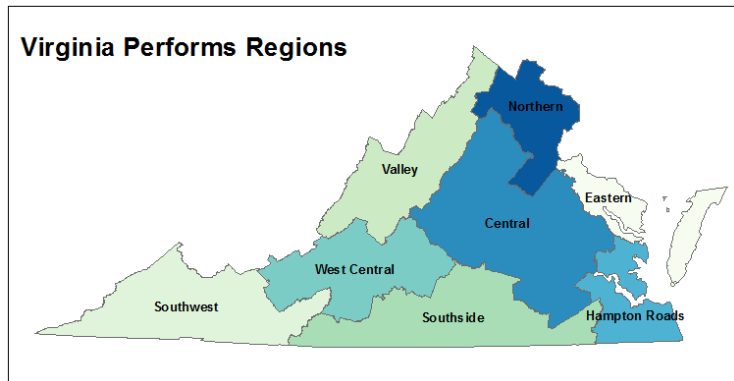 Virginia Performs Regions
Northern
Valley
Eastern
Central
West Central
Southwest
Southside
Hampton Roads